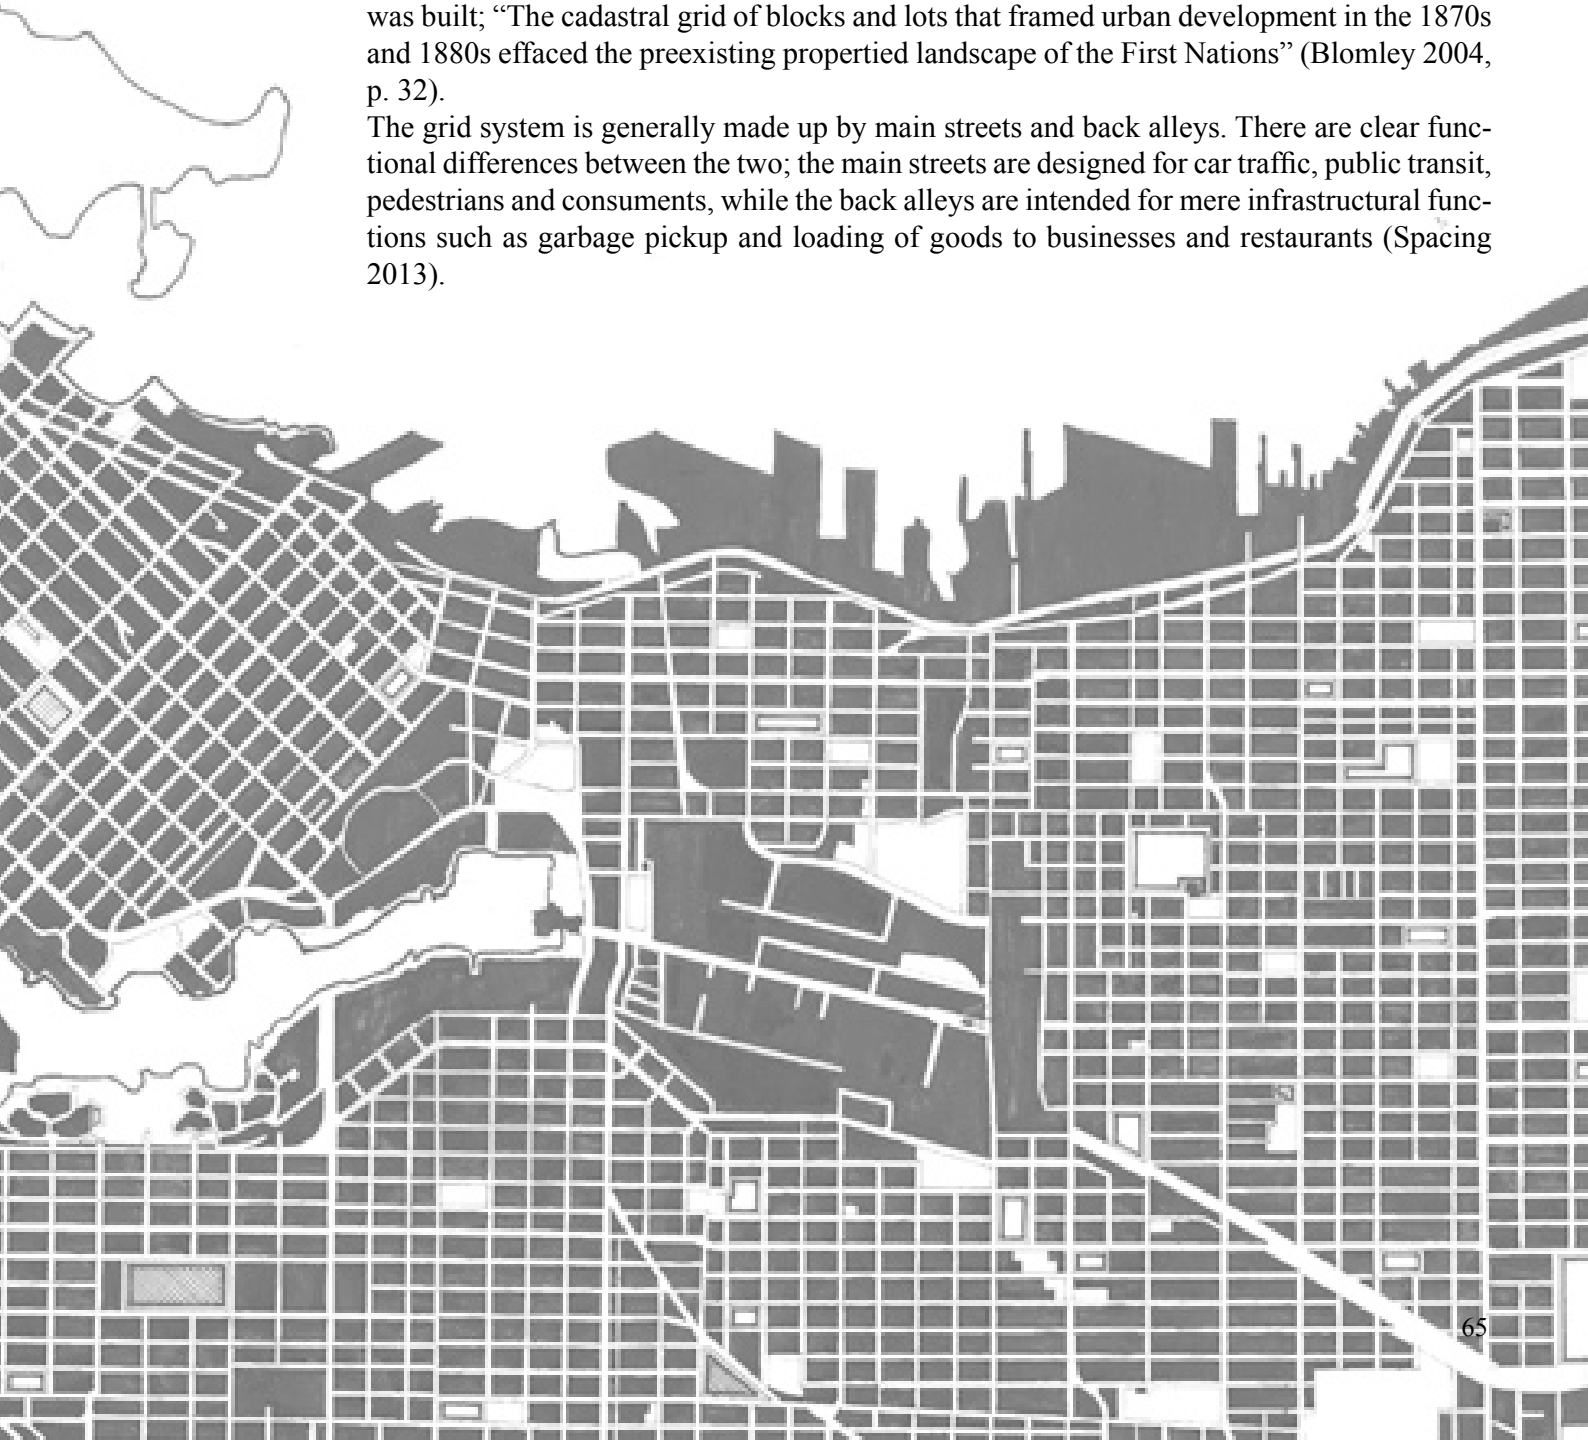 was built; “The cadastral grid of blocks and lots that framed urban development in the 1870s
and 1880s effaced the preexisting propertied landscape of the First Nations” (Blomley 2004,
p. 32).
The grid system is generally made up by main streets and back alleys. There are clear func-
tional differences between the two; the main streets are designed for car traffic, public transit,
pedestrians and consuments, while the back alleys are intended for mere infrastructural func-
tions such as garbage pickup and loading of goods to businesses and restaurants (Spacing
2013).
65